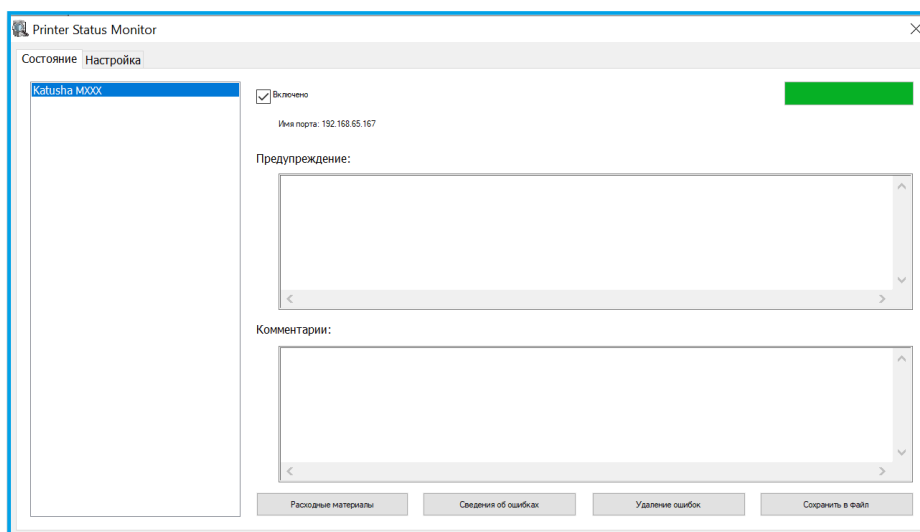 Printer Status Monitor
Состояние Настройка
Katusha MXXX
Включено
Имя порта: 192.168.65.167
Предупреждение:
Комментарии:
Расходные материалы Сведения об ошибках Удаление ошибок Сохранить в файл